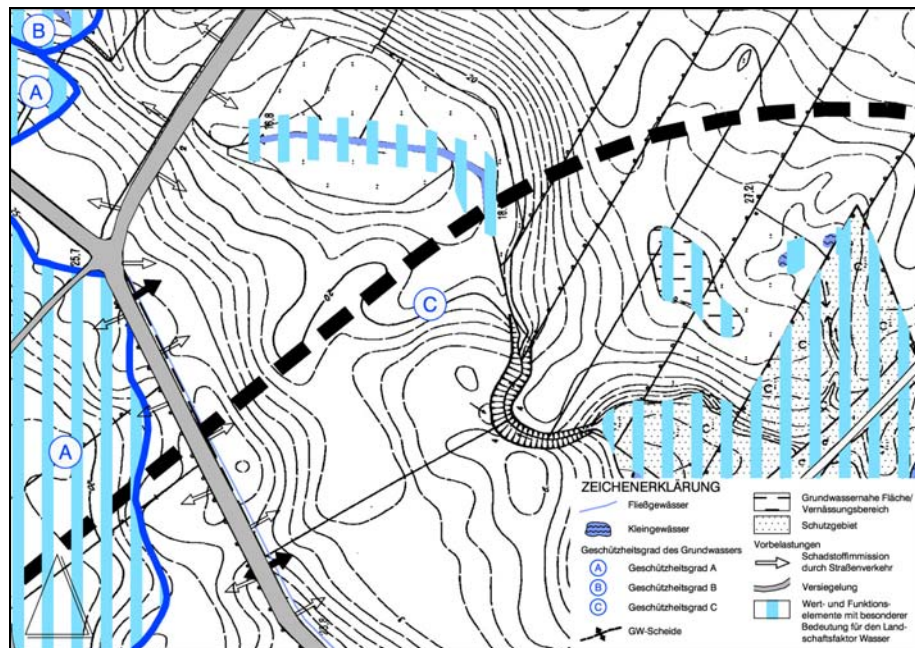 B
A
16,8
25,7
18,
27,2
C
A
ZEICHENERKLÄRUNG
Fließgewässer
Kleingewässer
Geschütztheitsgrad des Grundwassers
A Geschütztheitsgrad A
B Geschütztheitsgrad B
C Geschütztheitsgrad C
GW-Scheide
Grundwassernahe Fläche/
Vernässungsbereich
Schutzgebiet
Vorbelastungen
Schadstoffimmission
durch Straßenverkehr
Versiegelung
Wert- und Funktions-
elemente mit besonderer
Bedeutung für den Land-
schaftsfaktor Wasser